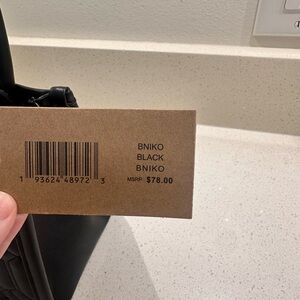 BNIKO
BLACK
BNIKO
MSRP $78.00
1 93624 48972 3